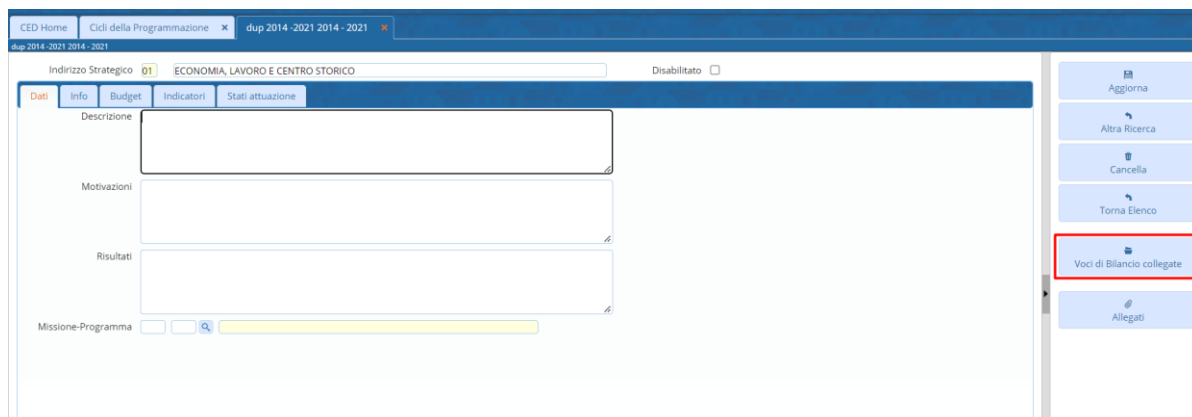 CED Home Cicli della Programmazione × dup 2014 -2021 2014 - 2021 ×
dup 2014 -2021 2014 - 2021
Indirizzo Strategico 01 ECONOMIA, LAVORO E CENTRO STORICO Disabilitato
Dati Info Budget Indicatori Stati attuazione
Descrizione
Motivazioni
Risultati
Missione-Programma
Aggiorna
Altra Ricerca
Cancella
Torna Elenco
Voci di Bilancio collegate
Allegati